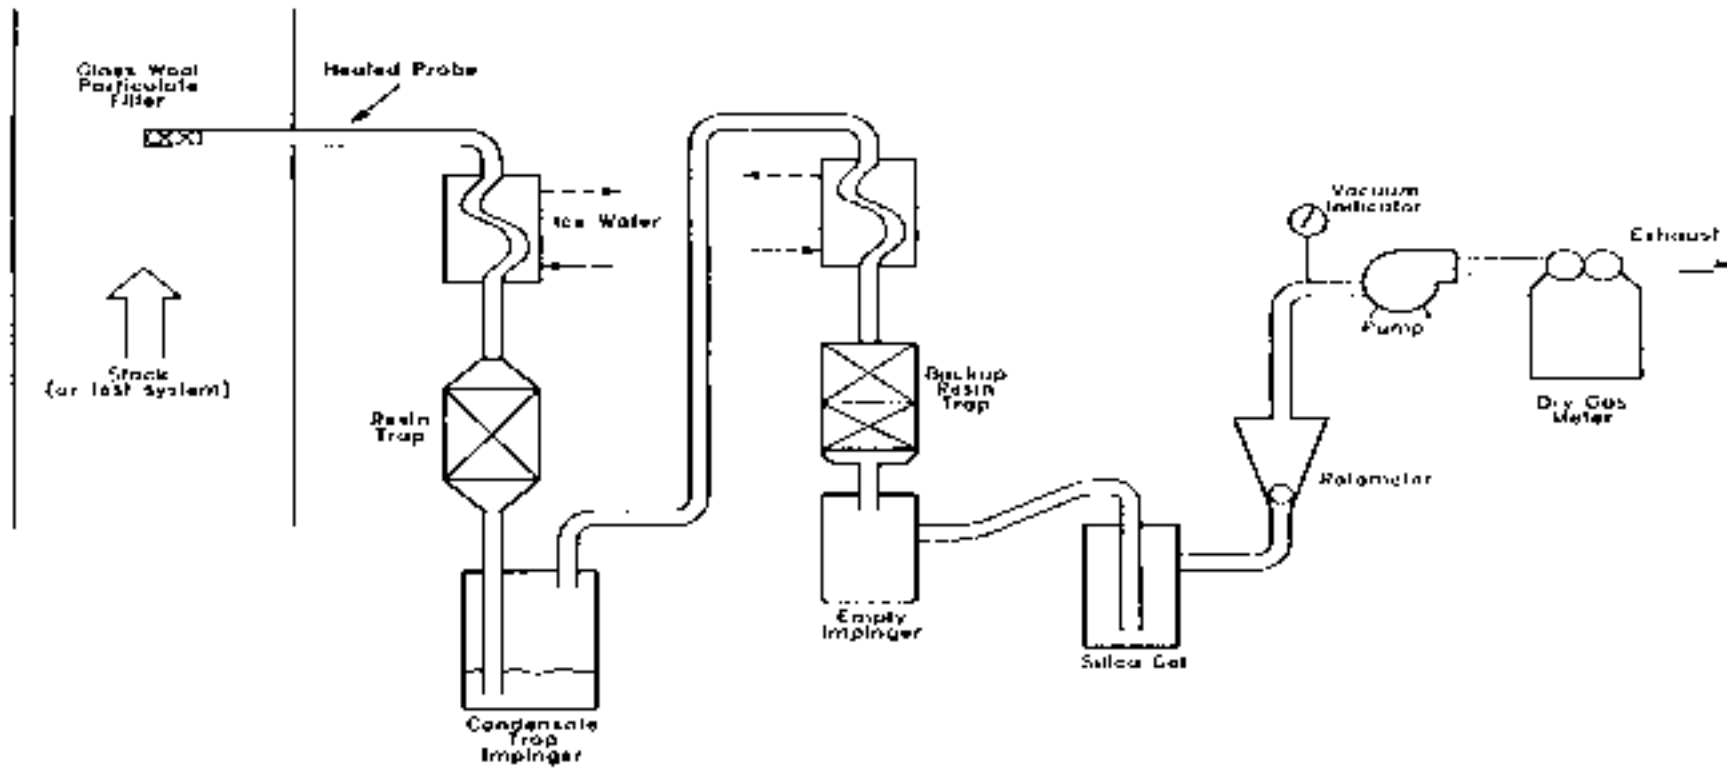 Glass Wool
Particulate
Filter
Heated Probe
Ice Water
Stack
(or test system)
Resin
Trap
Condensate
Trap
Impinger
Backup
Resin
Trap
Empty
Impinger
Silica Gel
Rotometer
Vacuum
Indicator
Pump
Exhaust
Dry Gas
Meter